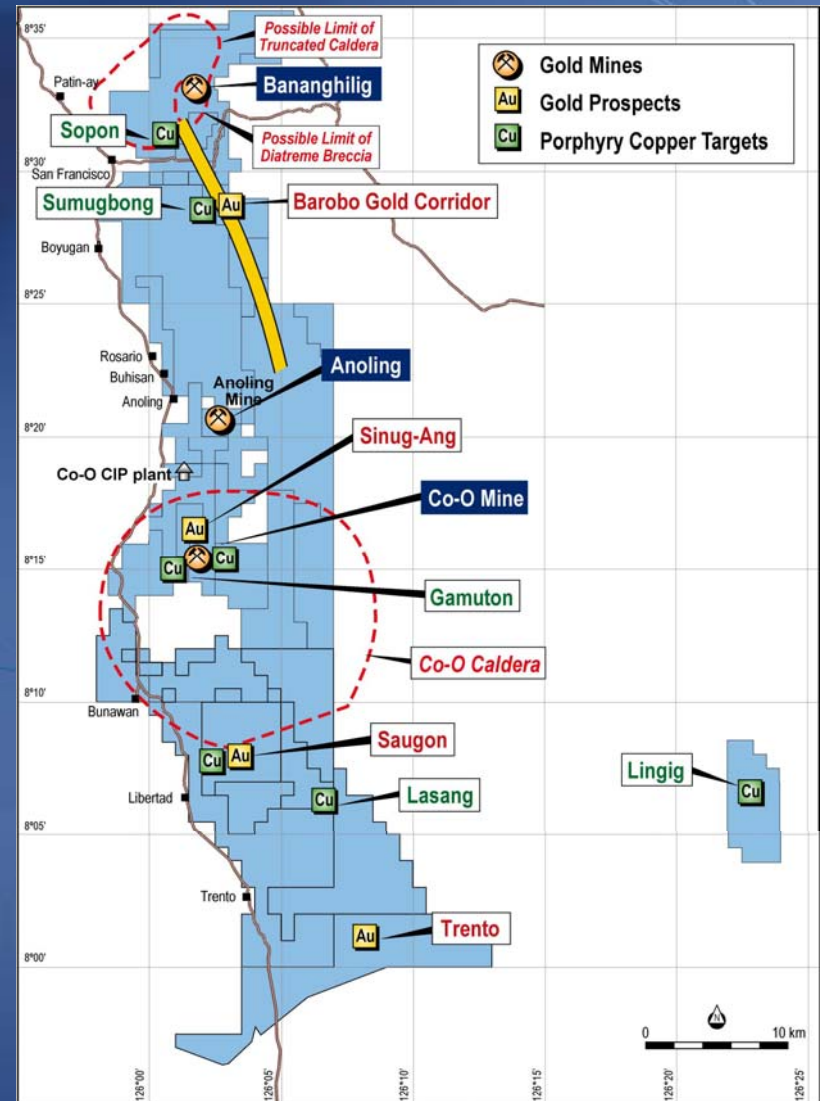 8°35'
Possible Limit of
Truncated Caldera
Gold Mines
Patin-ay
Bananghilig
Au
Gold Prospects
Sopon
Cu
Possible Limit of
Diatreme Breccia
Cu
Porphyry Copper Targets
8°30'
San Francisco
Sumugbong
Cu
Au
Barobo Gold Corridor
Boyugan
8°25'
Rosario
Buhisan
Anoling
Anoling
Mine
Anoling
8°20'
Sinug-Ang
Co-O CIP plant
Co-O Mine
Au
Cu
Cu
8°15'
Gamuton
Co-O Caldera
8°10'
Bunawan
Saugon
Cu
Au
Lingig
Cu
Libertad
Cu
Lasang
8°05'
Trento
Trento
Au
8°00'
N
0
10 km
126°00'
126°05'
126°10'
126°15'
126°20'
126°25'